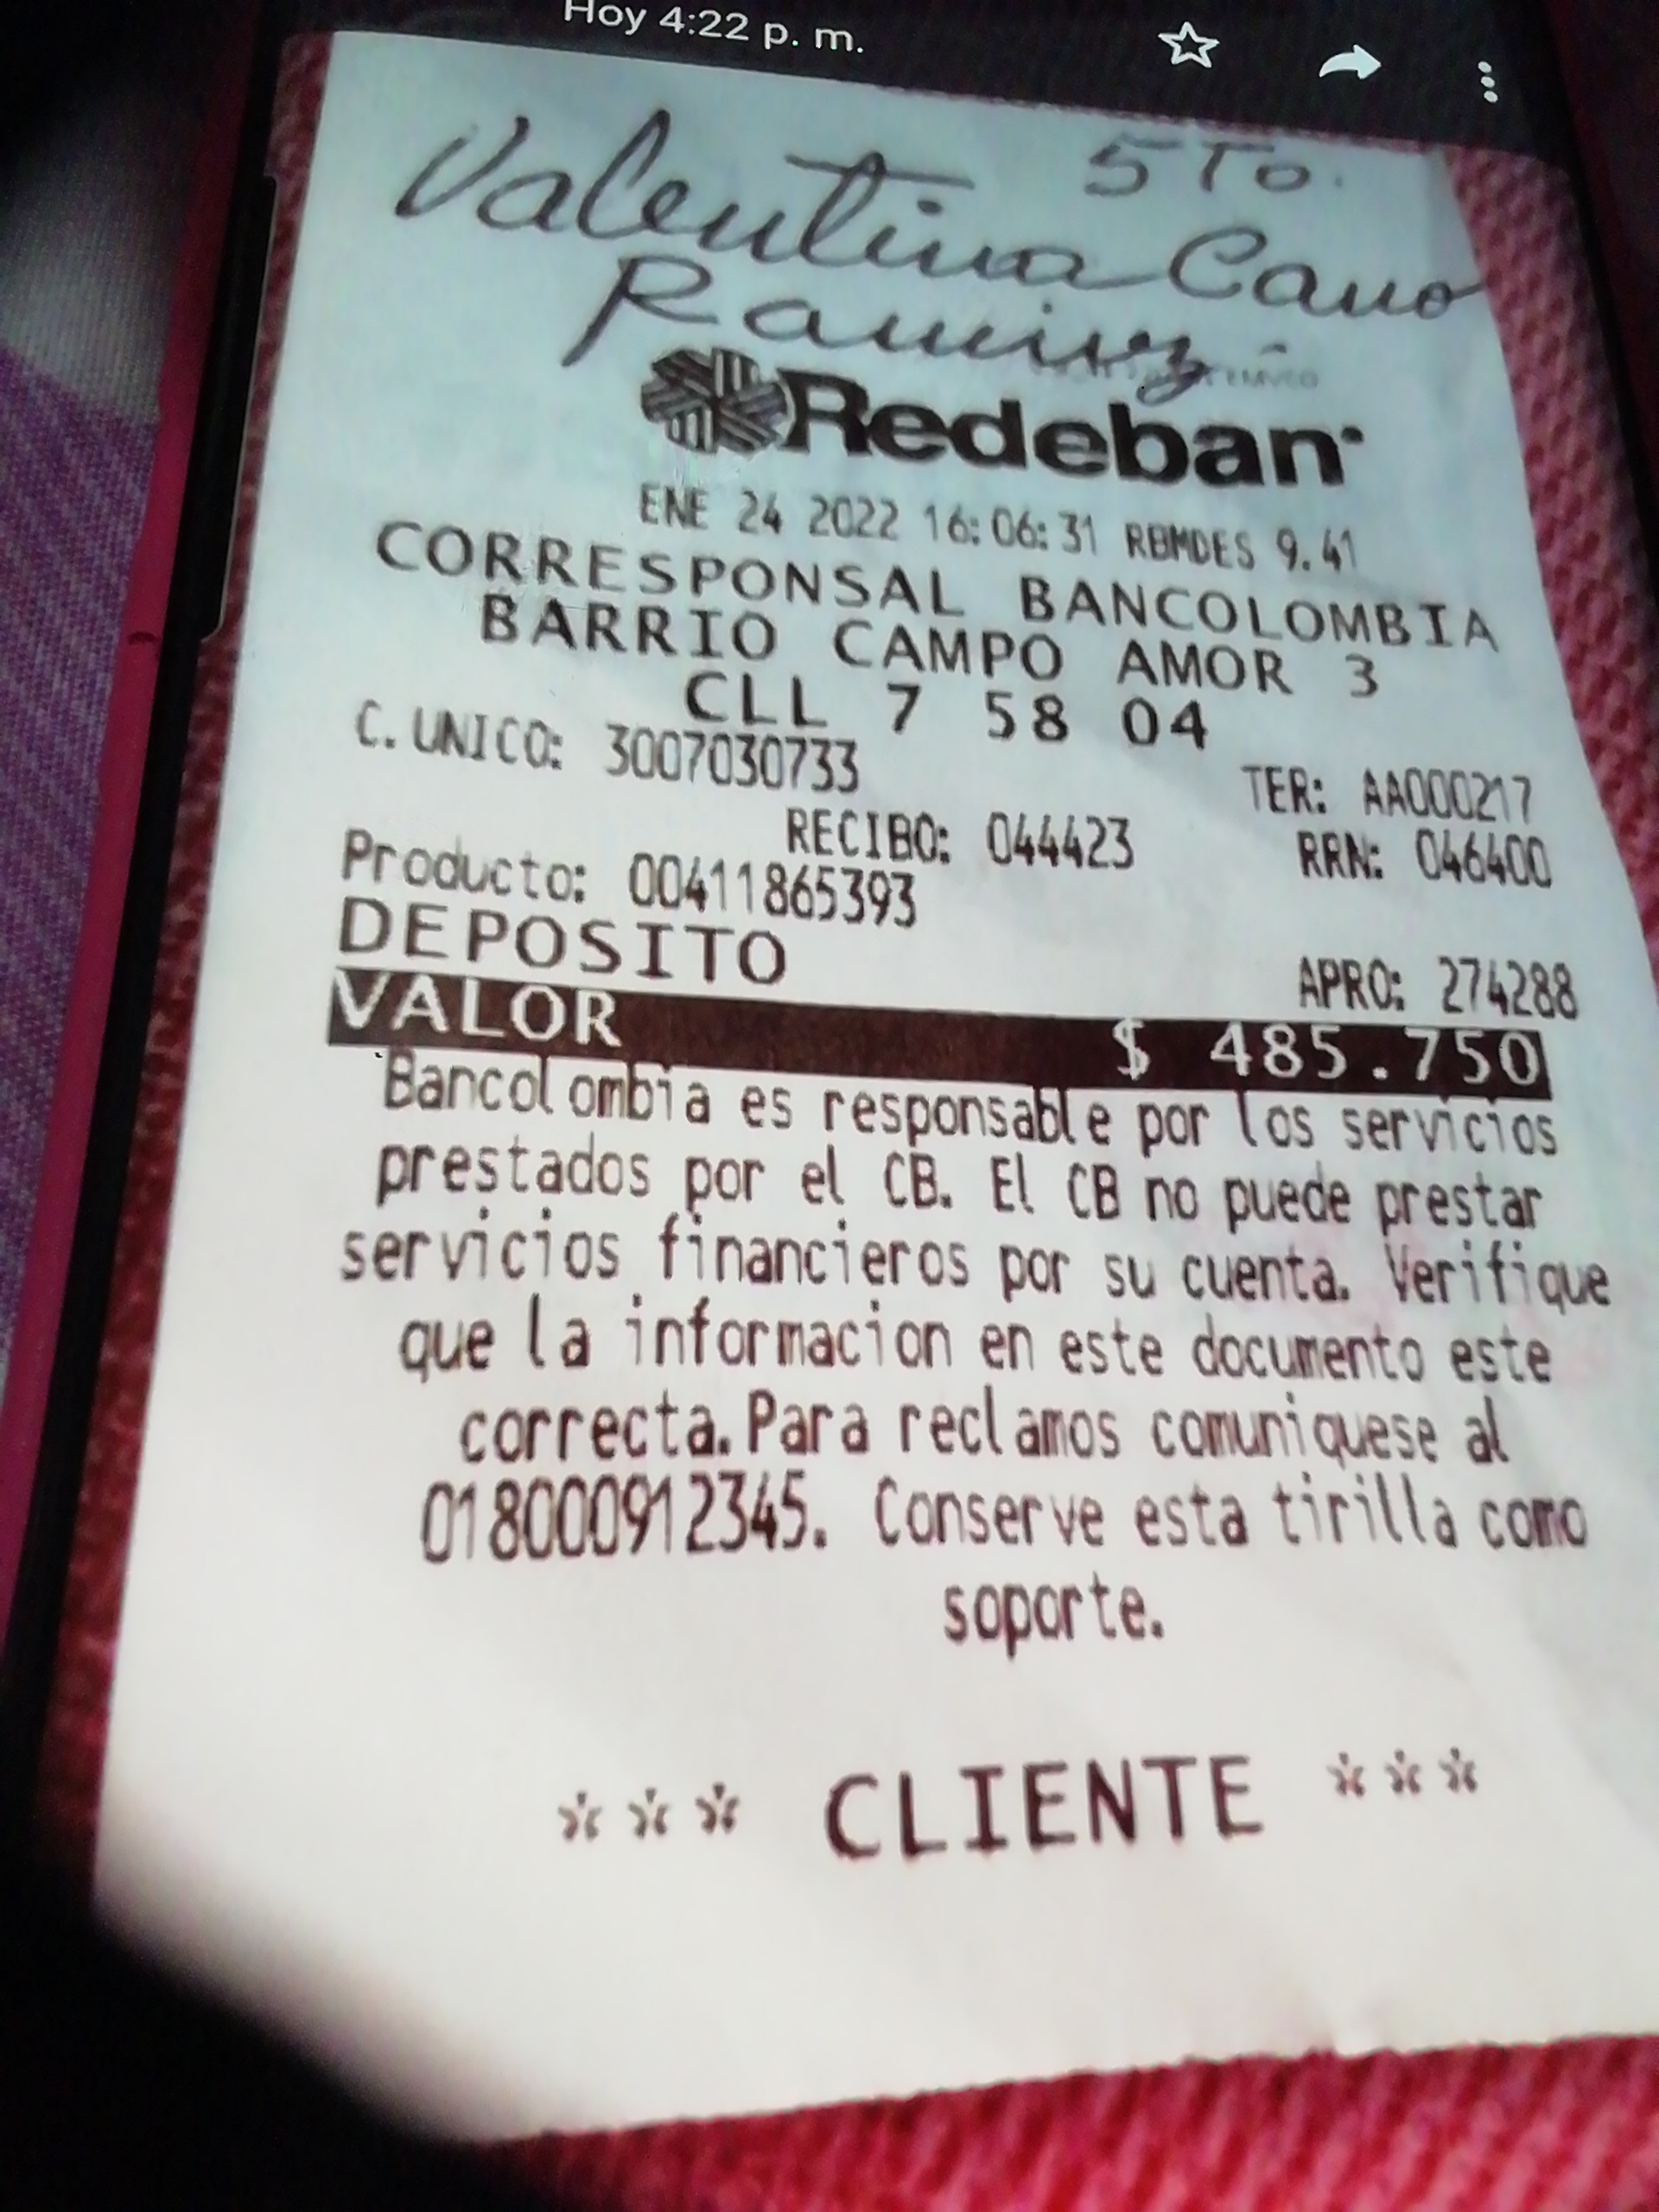 Hoy 4:22 p. m.
5To.
Valentina Cano
Ramirez
Redeban
ENE 24 2022 16:06:31 RBMDES 9.41
CORRESPONSAL BANCOLOMBIA
BARRIO CAMPO AMOR 3
CLL 7 58 04
C. UNICO: 3007030733 TER: AA000217
RECIBO: 044423 RRN: 046400
Producto: 00411865393
DEPOSITO APRO: 274288
VALOR $ 485.750
Bancolombia es responsable por los servicios
prestados por el CB. El CB no puede prestar
servicios financieros por su cuenta. Verifique
que la informacion en este documento este
correcta. Para reclamos comuniquese al
018000912345. Conserve esta tirilla como
soporte.
*** CLIENTE ***